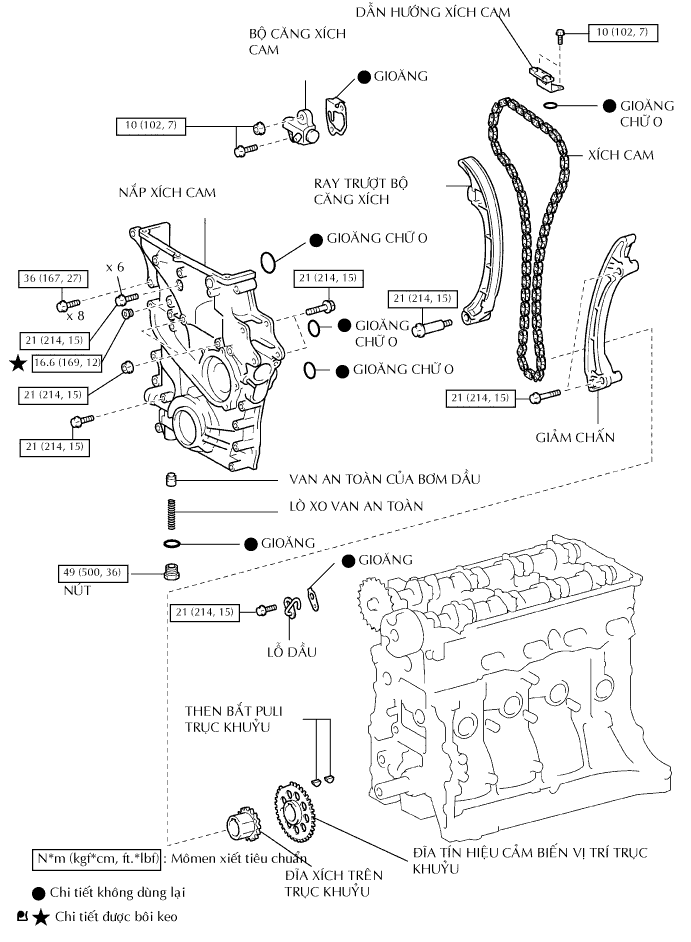 DẪN HƯỚNG XÍCH CAM
BỘ CĂNG XÍCH
CAM
10 (102, 7)
GIOĂNG
GIOĂNG
CHỮ O
10 (102, 7)
XÍCH CAM
RAY TRƯỢT BỘ
CĂNG XÍCH
NẮP XÍCH CAM
GIOĂNG CHỮ O
x 6
36 (167, 27)
21 (214, 15)
21 (214, 15)
x 8
GIOĂNG
CHỮ O
21 (214, 15)
16.6 (169, 12)
GIOĂNG CHỮ O
21 (214, 15)
21 (214, 15)
GIẢM CHẤN
21 (214, 15)
VAN AN TOÀN CỦA BƠM DẦU
LÒ XO VAN AN TOÀN
GIOĂNG
GIOĂNG
49 (500, 36)
NÚT
21 (214, 15)
LỖ DẦU
THEN BẮT PULI
TRỤC KHUỶU
ĐĨA TÍN HIỆU CẢM BIẾN VỊ TRÍ TRỤC
KHUỶU
N*m (kgf*cm, ft.*lbf) : Mômen xiết tiêu chuẩn
ĐĨA XÍCH TRÊN
TRỤC KHUỶU
Chi tiết không dùng lại
Chi tiết được bôi keo